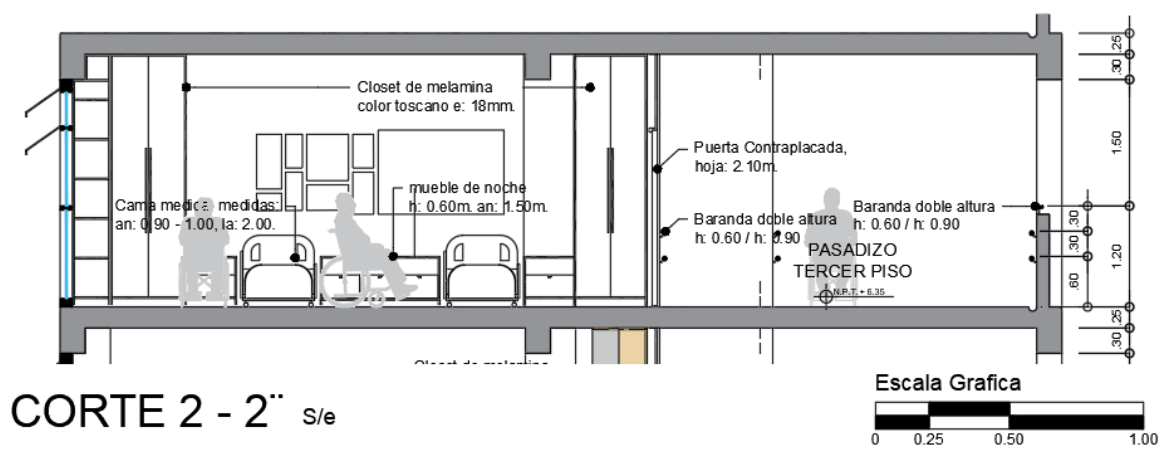 Closet de melamina
color toscano e: 18mm.
Puerta Contraplacada,
hoja: 2.10m.
mueble de noche
h: 0.60m. an: 1.50m.
Cama medica, medidas:
an: 0.90 - 1.00, la: 2.00.
Baranda doble altura
h: 0.60 / h: 0.90
Baranda doble altura
h: 0.60 / h: 0.90
PASADIZO
TERCER PISO
N.P.T. + 6.35
.25
.30
1.50
.30
.30
.60
1.20
.25
.30
CORTE 2 - 2¨ S/e
Escala Grafica
0 0.25 0.50 1.00